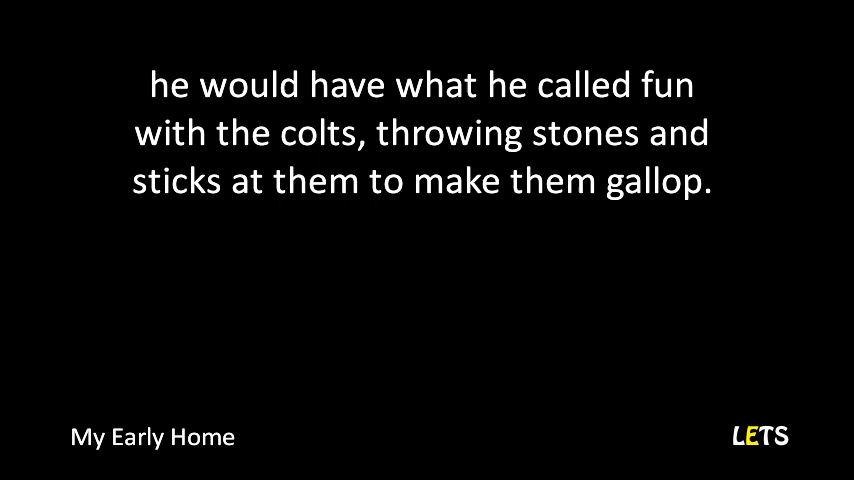 he would have what he called fun
with the colts, throwing stones and
sticks at them to make them gallop.
My Early Home
LETS